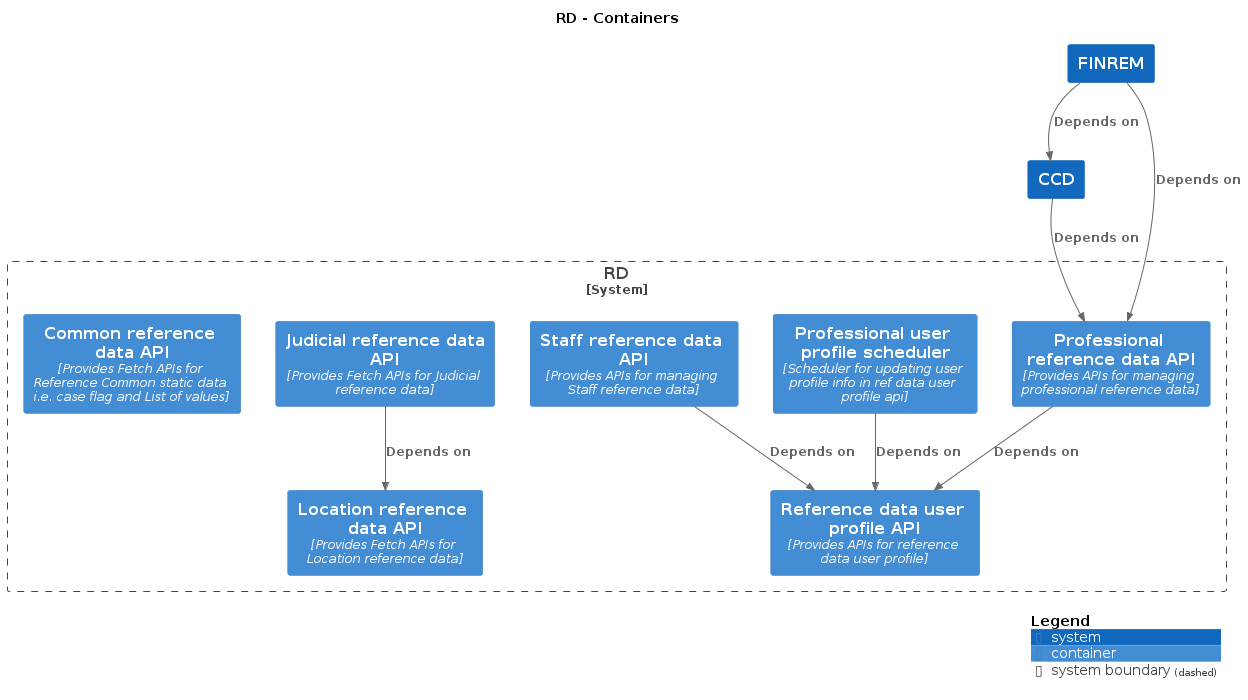 RD - Containers
FINREM
Depends on
CCD
Depends on
Depends on
RD
[System]
Common reference
data API
[Provides Fetch APIs for
Reference Common static data
i.e. case flag and List of values]
Judicial reference data
API
[Provides Fetch APIs for Judicial
reference data]
Staff reference data
API
[Provides APIs for managing
Staff reference data]
Professional user
profile scheduler
[Scheduler for updating user
profile info in ref data user
profile api]
Professional
reference data API
[Provides APIs for managing
professional reference data]
Depends on
Depends on
Depends on
Depends on
Location reference
data API
[Provides Fetch APIs for
Location reference data]
Reference data user
profile API
[Provides APIs for reference
data user profile]
Legend
system
container
system boundary (dashed)